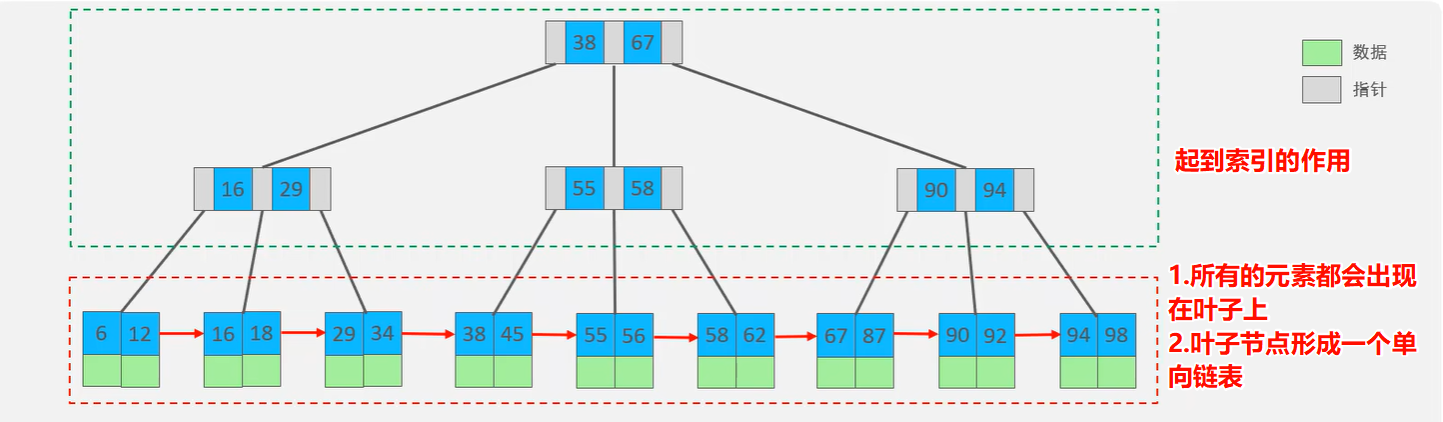 38 67
数据
指针
起到索引的作用
16 29
55 58
90 94
1.所有的元素都会出现
在叶子上
2.叶子节点形成一个单
向链表
6 12 16 18 29 34 38 45 55 56 58 62 67 87 90 92 94 98